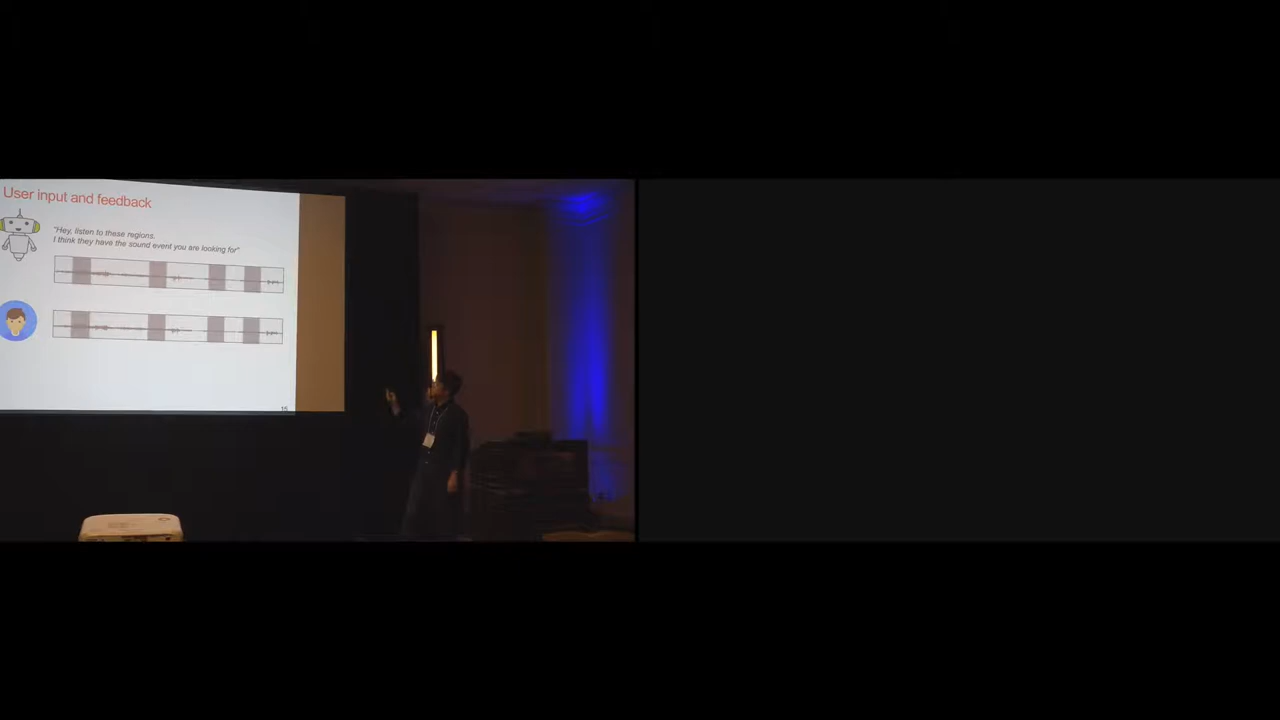 User input and feedback
"Hey, listen to these regions.
I think they have the sound event you are looking for"
15